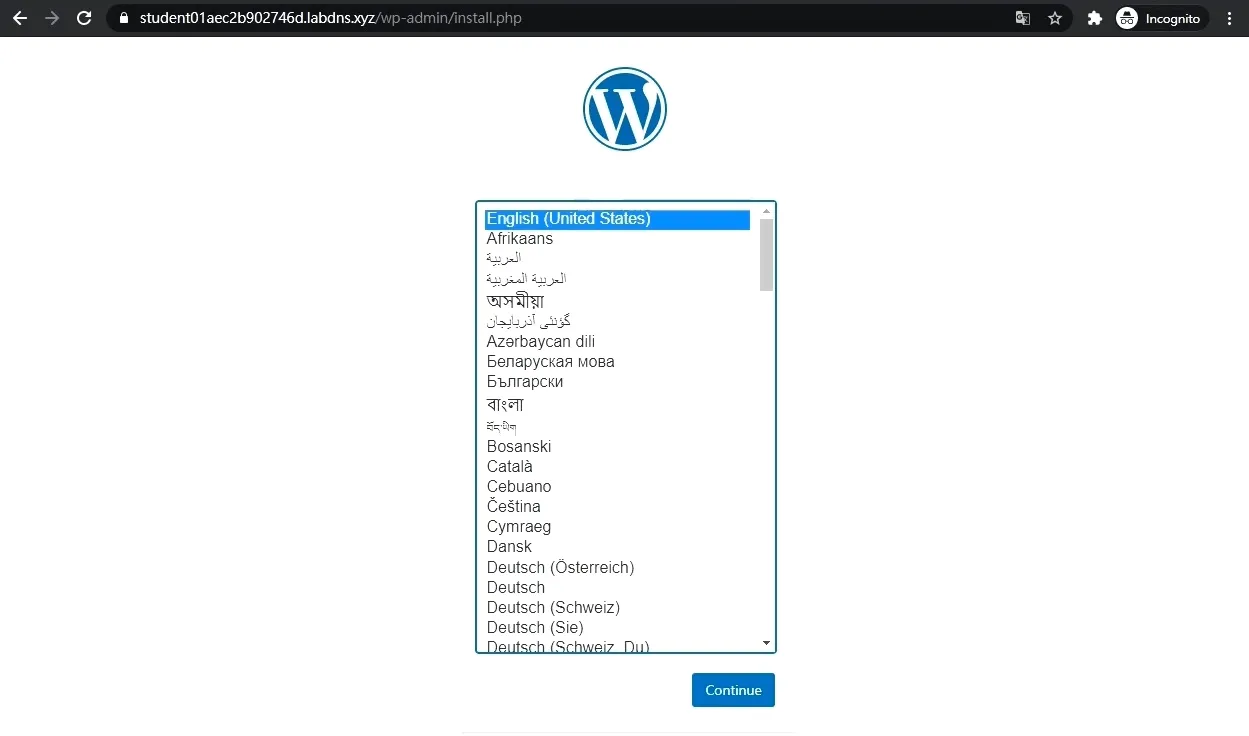 student01aec2b902746d.labdns.xyz/wp-admin/install.php
Incognito
English (United States)
Afrikaans
العربية
العربية المغربية
অসমীয়া
گؤنئی آذربایجان
Azərbaycan dili
Беларуская мова
Български
বাংলা
བོད་ཡིག
Bosanski
Català
Cebuano
Čeština
Cymraeg
Dansk
Deutsch (Österreich)
Deutsch
Deutsch (Schweiz)
Deutsch (Sie)
Deutsch (Schweiz, Du)
Continue